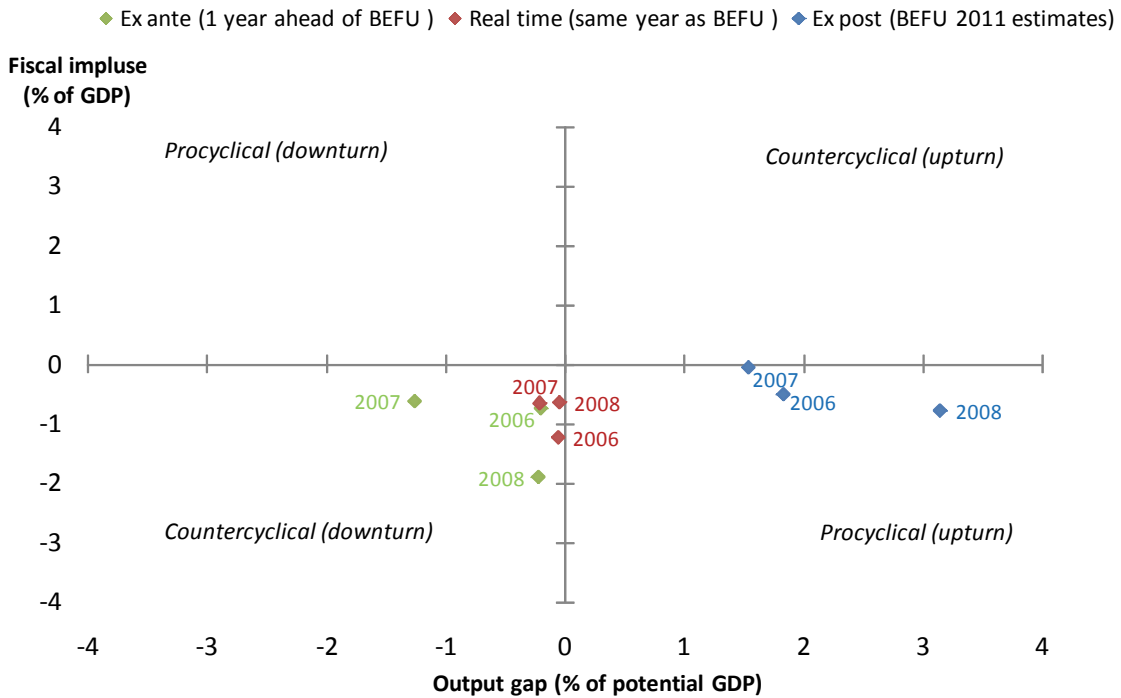 Ex ante (1 year ahead of BEFU ) Real time (same year as BEFU ) Ex post (BEFU 2011 estimates)
Fiscal impluse
(% of GDP)
4
Procyclical (downturn) Countercyclical (upturn)
3
2
1
0
2007 2007
2007 2008 2006 2008
2006
-1
2006
2008
-2
Countercyclical (downturn) Procyclical (upturn)
-3
-4
-4 -3 -2 -1 0 1 2 3 4
Output gap (% of potential GDP)